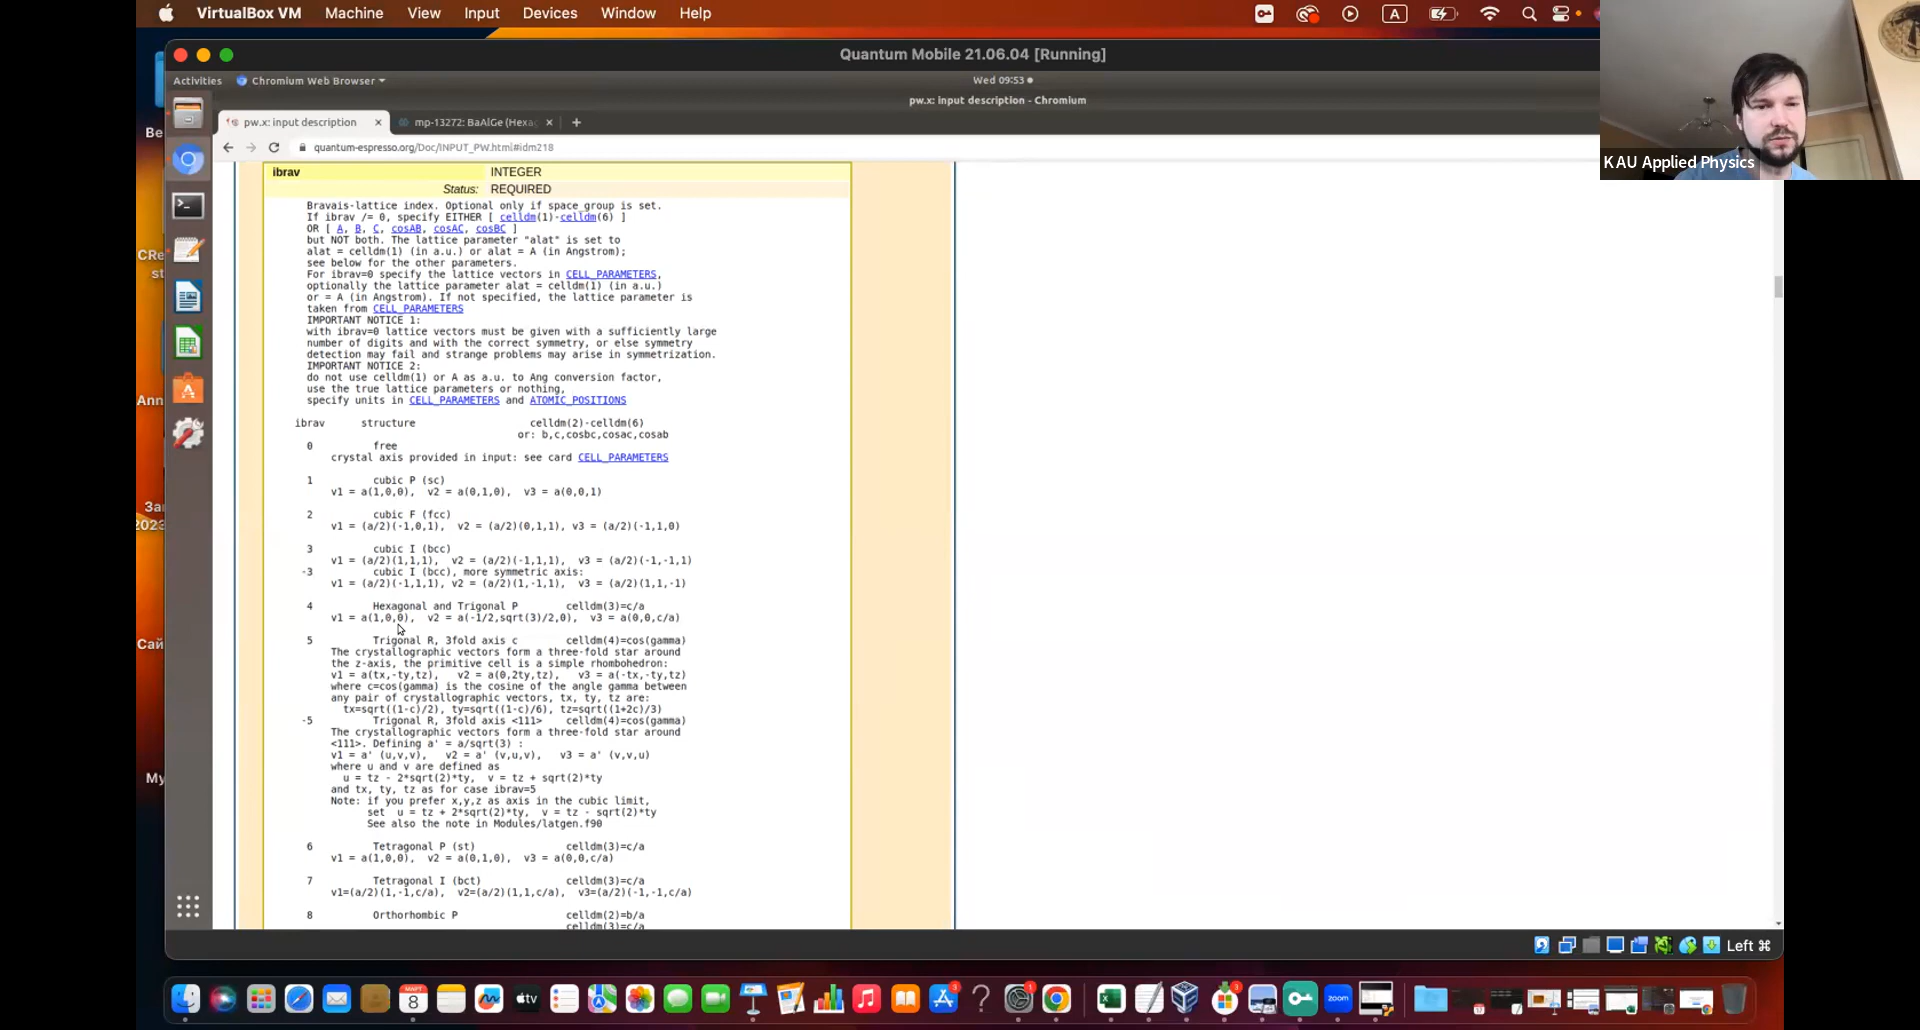 VirtualBox VM Machine View Input Devices Window Help
A
Quantum Mobile 21.06.04 [Running]
Activities Chromium Web Browser Wed 09:53
pw.x: input description - Chromium
pw.x: input description mp-13272: BaAlGe (Hexa
quantum-espresso.org/Doc/INPUT_PW.html#idm218
K AU Applied Physics
ibrav INTEGER
Status: REQUIRED
Bravais-lattice index. Optional only if space_group is set.
If ibrav /= 0, specify EITHER [ celldm(1)-celldm(6) ]
OR [ A, B, C, cosAB, cosAC, cosBC ]
but NOT both. The lattice parameter "alat" is set to
alat = celldm(1) (in a.u.) or alat = A (in Angstrom);
see below for the other parameters.
For ibrav=0 specify the lattice vectors in CELL_PARAMETERS,
optionally the lattice parameter alat = celldm(1) (in a.u.)
or = A (in Angstrom). If not specified, the lattice parameter is
taken from CELL_PARAMETERS
IMPORTANT NOTICE 1:
with ibrav=0 lattice vectors must be given with a sufficiently large
number of digits and with the correct symmetry, or else symmetry
detection may fail and strange problems may arise in symmetrization.
IMPORTANT NOTICE 2:
do not use celldm(1) or A as a.u. to Ang conversion factor,
use the true lattice parameters or nothing,
specify units in CELL_PARAMETERS and ATOMIC_POSITIONS
ibrav structure celldm(2)-celldm(6)
or: b,c,cosbc,cosac,cosab
0 free
crystal axis provided in input: see card CELL_PARAMETERS
1 cubic P (sc)
v1 = a(1,0,0), v2 = a(0,1,0), v3 = a(0,0,1)
2 cubic F (fcc)
v1 = (a/2)(-1,0,1), v2 = (a/2)(0,1,1), v3 = (a/2)(-1,1,0)
3 cubic I (bcc)
v1 = (a/2)(1,1,1), v2 = (a/2)(-1,1,1), v3 = (a/2)(-1,-1,1)
-3 cubic I (bcc), more symmetric axis:
v1 = (a/2)(-1,1,1), v2 = (a/2)(1,-1,1), v3 = (a/2)(1,1,-1)
4 Hexagonal and Trigonal P celldm(3)=c/a
v1 = a(1,0,0), v2 = a(-1/2,sqrt(3)/2,0), v3 = a(0,0,c/a)
5 Trigonal R, 3fold axis c celldm(4)=cos(gamma)
The crystallographic vectors form a three-fold star around
the z-axis, the primitive cell is a simple rhombohedron:
v1 = a(tx,-ty,tz), v2 = a(0,2ty,tz), v3 = a(-tx,-ty,tz)
where c=cos(gamma) is the cosine of the angle gamma between
any pair of crystallographic vectors, tx, ty, tz are:
tx=sqrt((1-c)/2), ty=sqrt((1-c)/6), tz=sqrt((1+2c)/3)
-5 Trigonal R, 3fold axis <111> celldm(4)=cos(gamma)
The crystallographic vectors form a three-fold star around
<111>. Defining a' = a/sqrt(3) :
v1 = a' (u,v,v), v2 = a' (v,u,v), v3 = a' (v,v,u)
where u and v are defined as
u = tz - 2*sqrt(2)*ty, v = tz + sqrt(2)*ty
and tx, ty, tz as for case ibrav=5
Note: if you prefer x,y,z as axis in the cubic limit,
set u = tz + 2*sqrt(2)*ty, v = tz - sqrt(2)*ty
See also the note in Modules/latgen.f90
6 Tetragonal P (st) celldm(3)=c/a
v1 = a(1,0,0), v2 = a(0,1,0), v3 = a(0,0,c/a)
7 Tetragonal I (bct) celldm(3)=c/a
v1=(a/2)(1,-1,c/a), v2=(a/2)(1,1,c/a), v3=(a/2)(-1,-1,c/a)
8 Orthorhombic P celldm(2)=b/a
celldm(3)=c/a
Ве
CRe
st
Ann
За
2023
Сай
Му
Left ⌘
МАРТ
8
tv
zoom